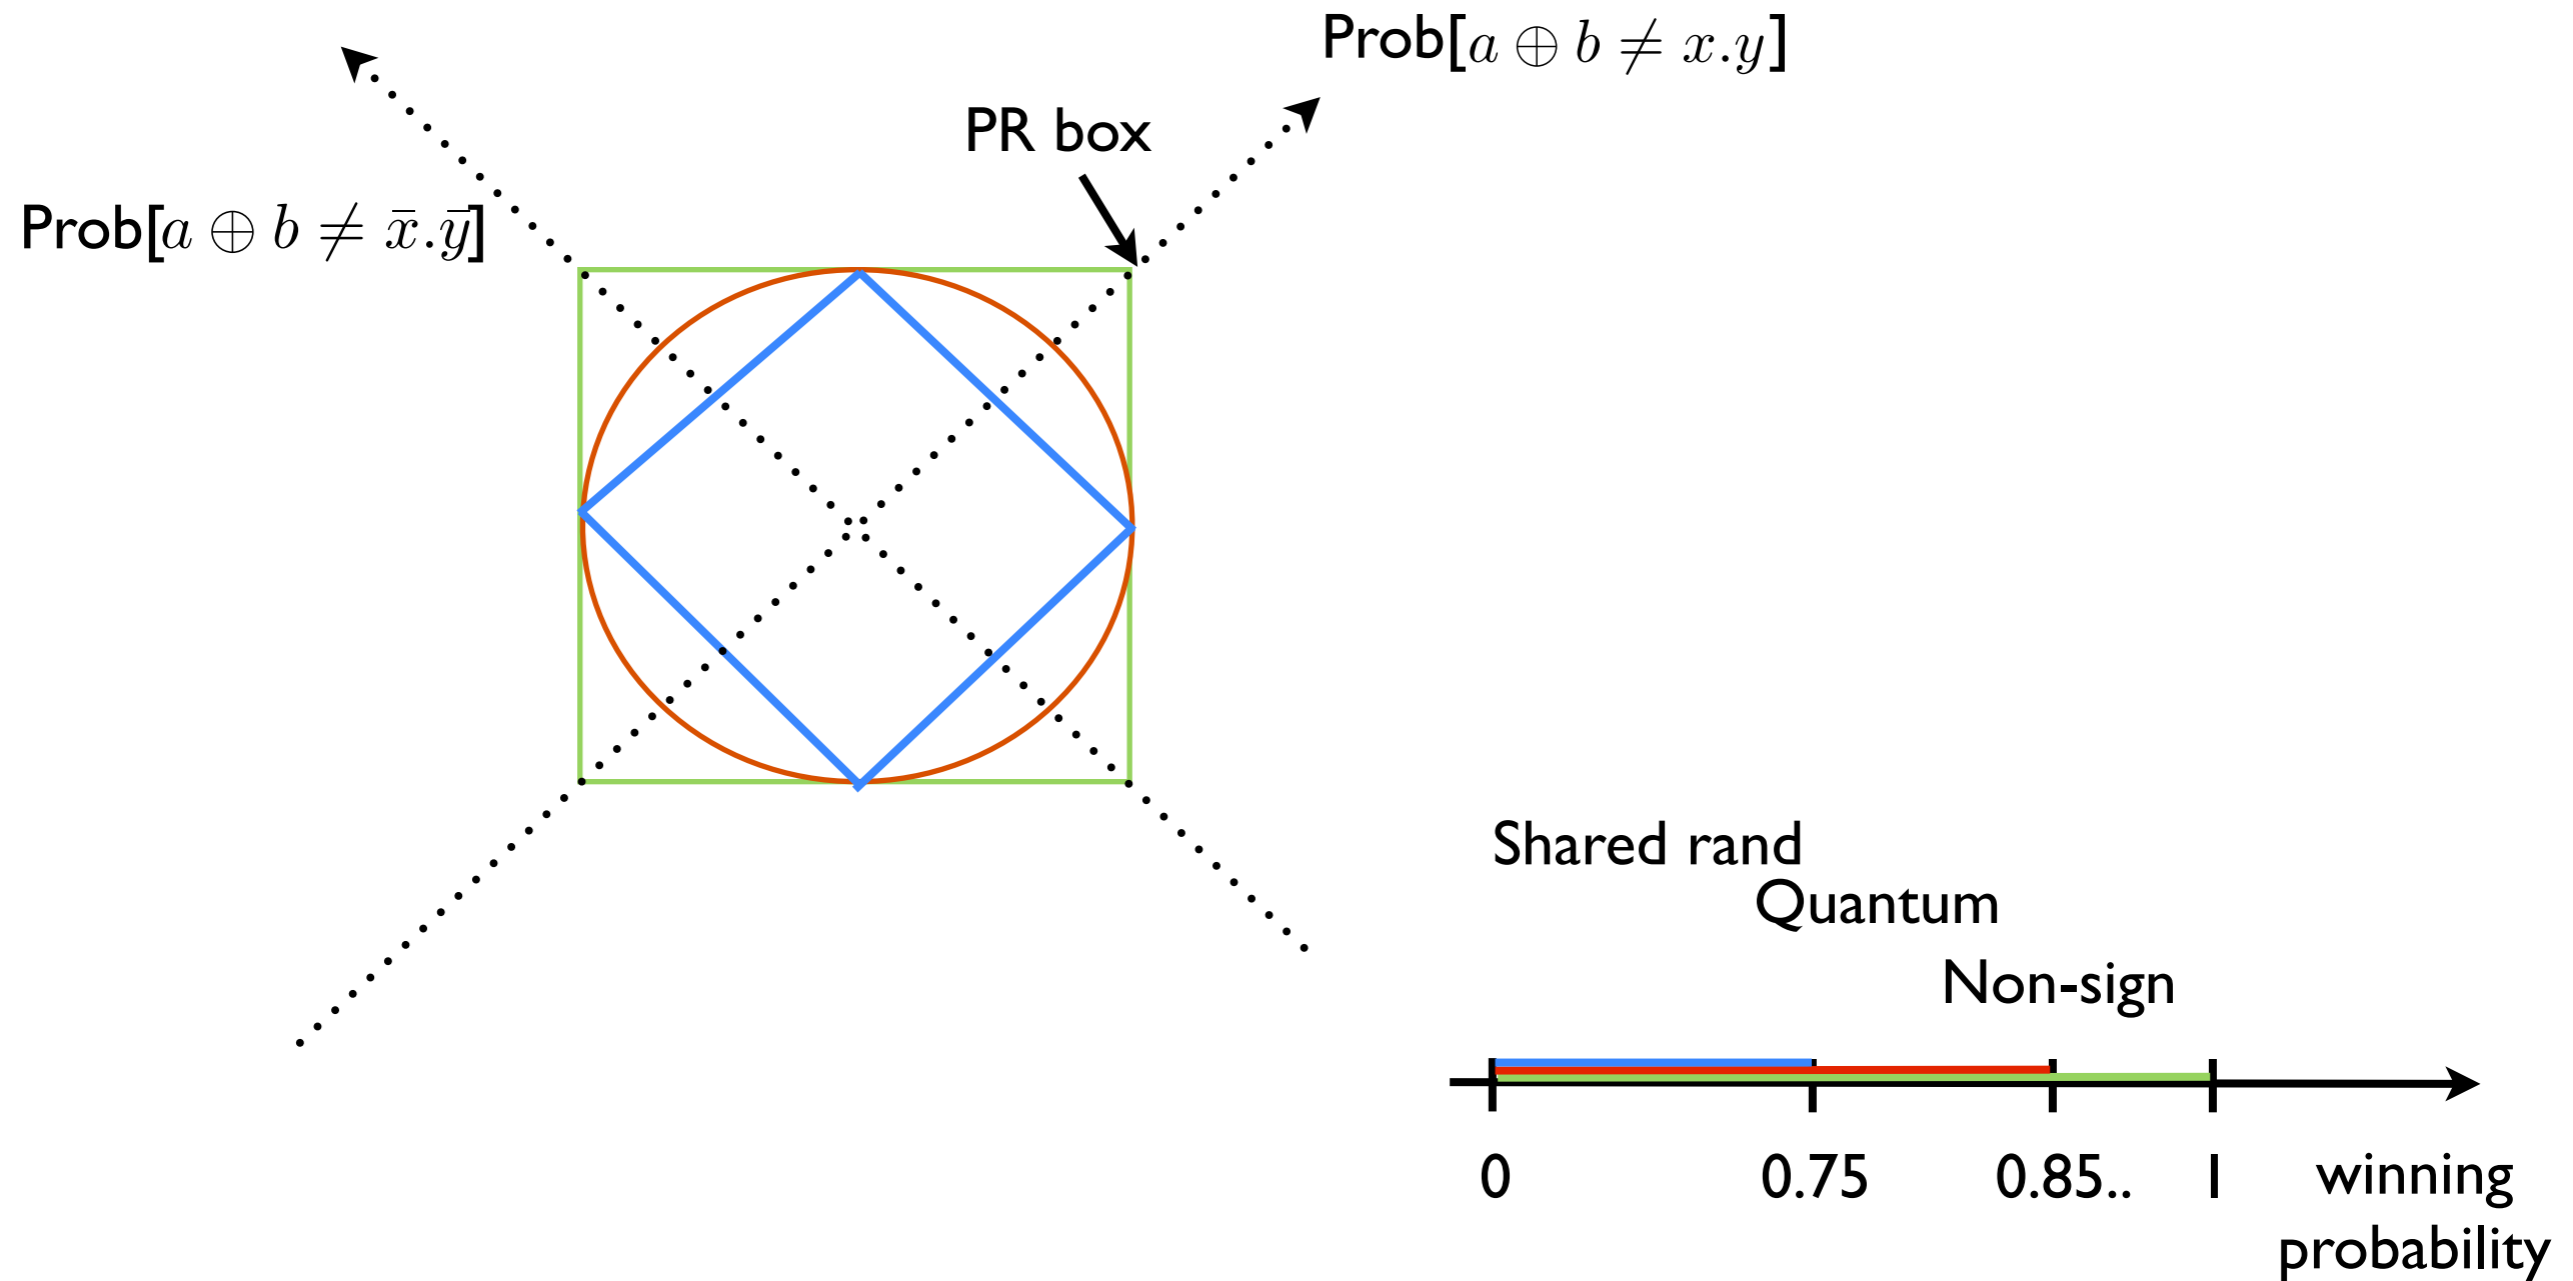 Prob[a ⊕ b ≠ x.y]
PR box
Prob[a ⊕ b ≠ x̄.ȳ]
Shared rand
Quantum
Non-sign
0 0.75 0.85.. 1 winning
probability